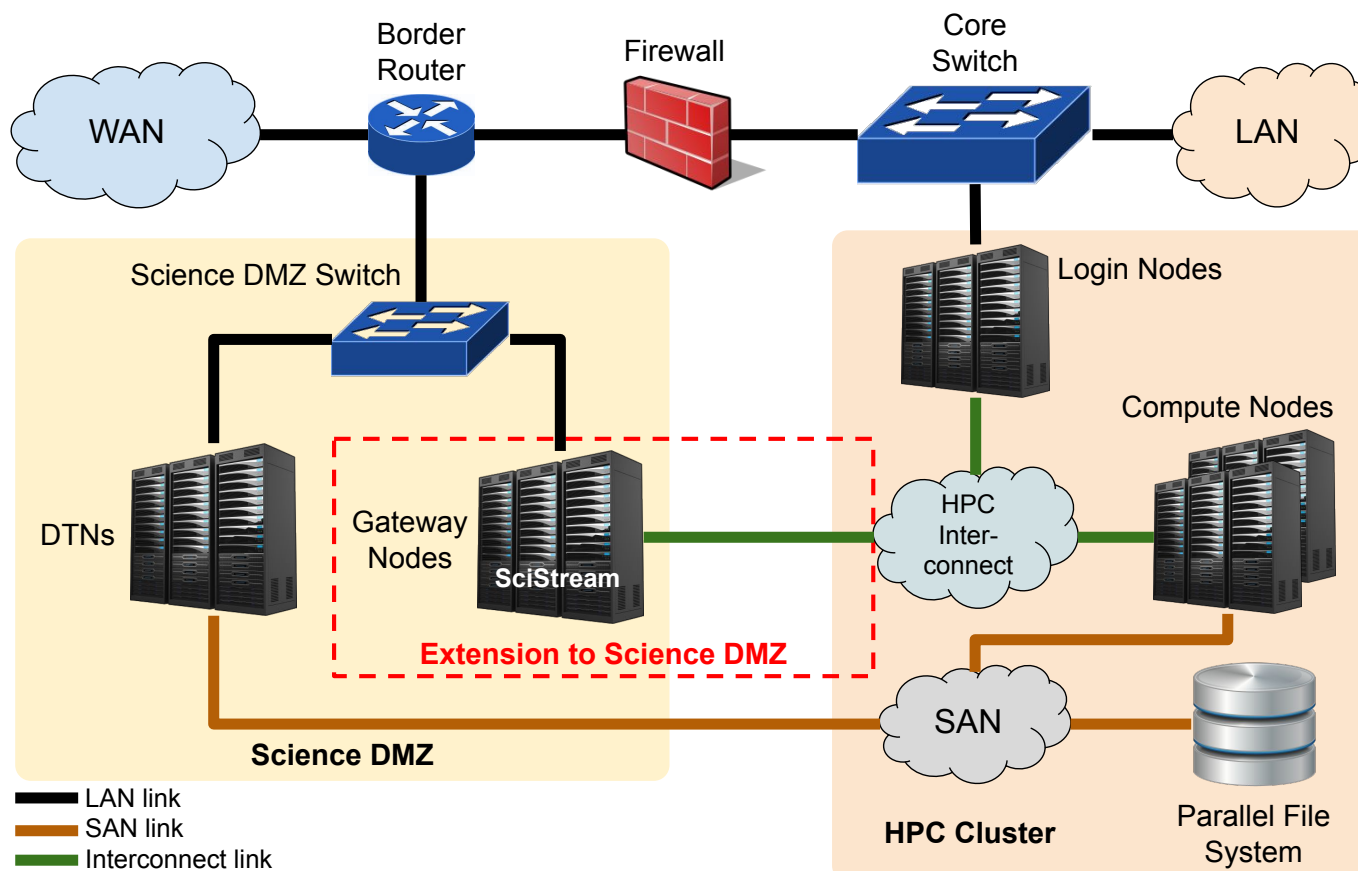 Border
Router
Firewall
Core
Switch
WAN
LAN
Science DMZ Switch
Login Nodes
Compute Nodes
DTNs
Gateway
Nodes
SciStream
HPC
Inter-
connect
Extension to Science DMZ
SAN
Science DMZ
HPC Cluster
Parallel File
System
LAN link
SAN link
Interconnect link